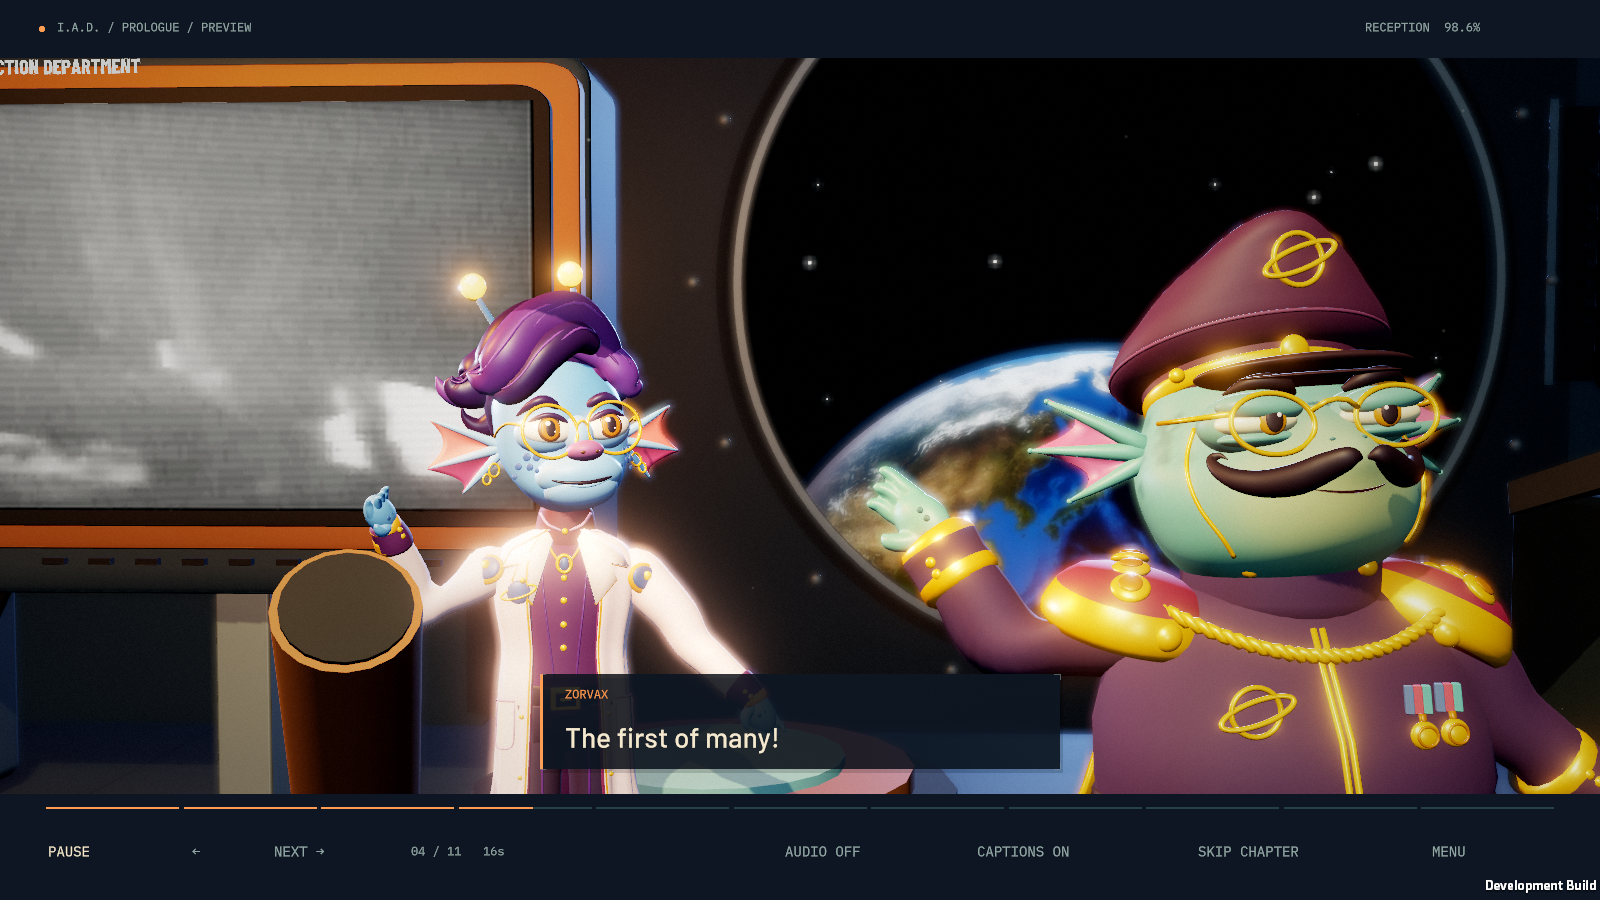 I.A.D. / PROLOGUE / PREVIEW
RECEPTION 98.6%
CTION DEPARTMENT
ZORVAX
The first of many!
PAUSE
←
NEXT →
04 / 11 16s
AUDIO OFF
CAPTIONS ON
SKIP CHAPTER
MENU
Development Build